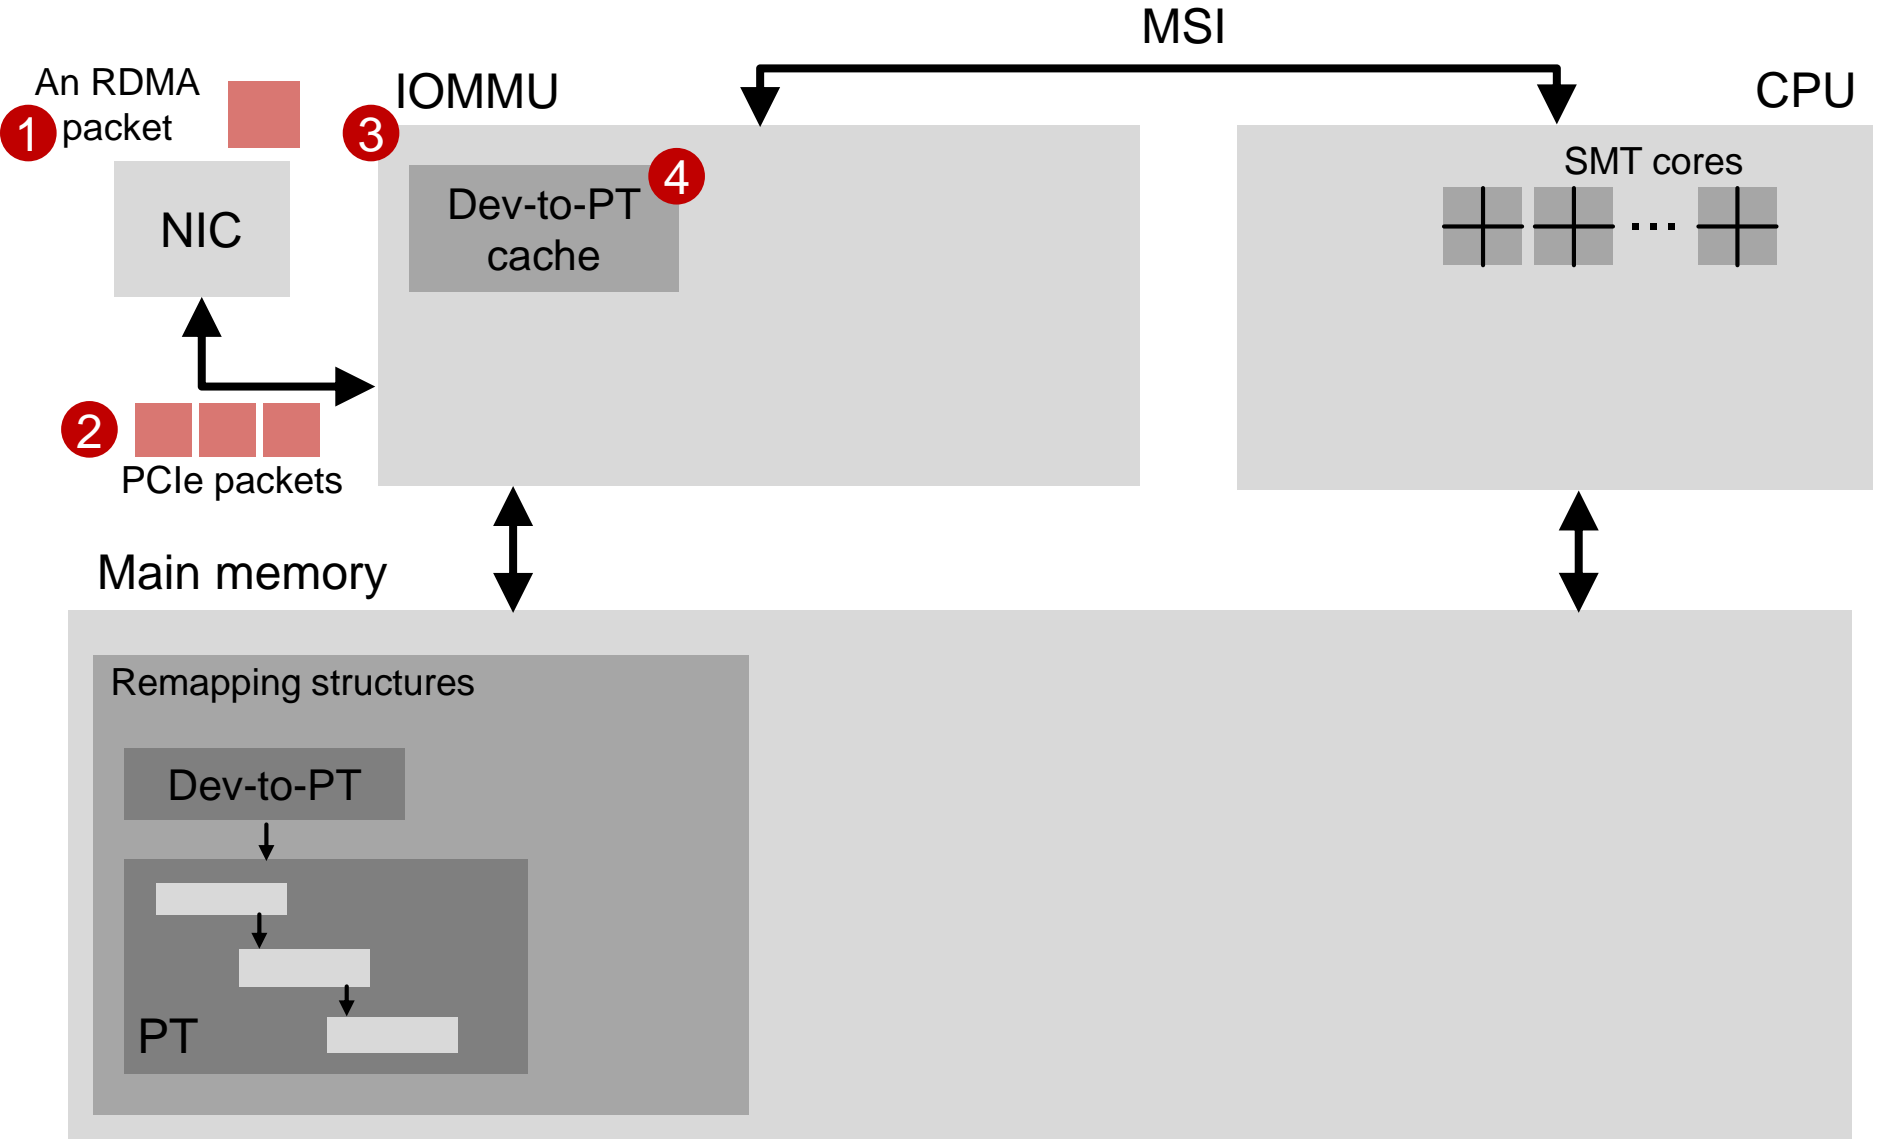 MSI
An RDMA
packet
1
IOMMU
CPU
3
4
SMT cores
Dev-to-PT
cache
NIC
...
2
PCIe packets
Main memory
Remapping structures
Dev-to-PT
PT